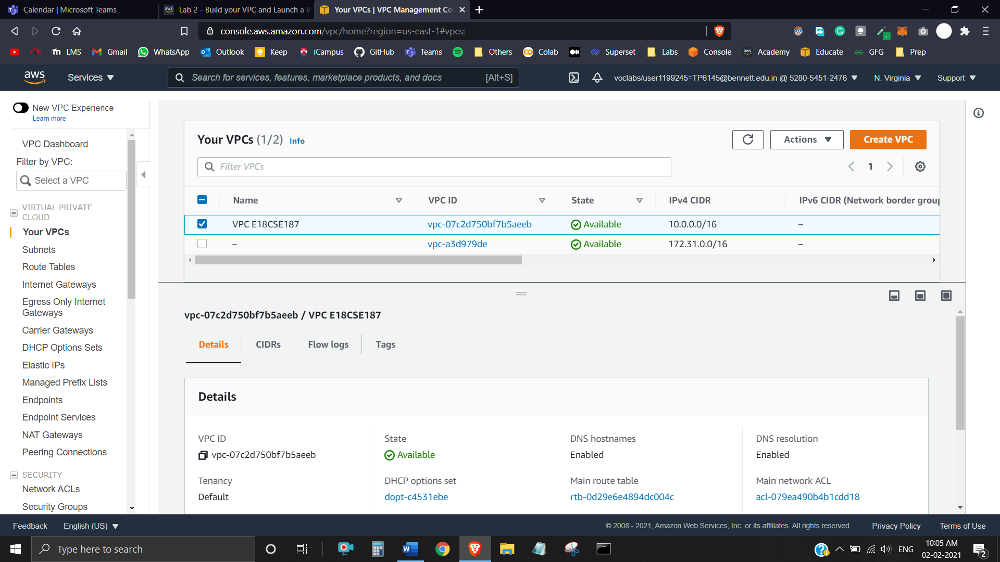 Calendar | Microsoft Teams
aws Lab 2 - Build your VPC and Launch a W
Your VPCs | VPC Management Co
console.aws.amazon.com/vpc/home?region=us-east-1#vpcs:
LMS Gmail WhatsApp Outlook Keep iCampus GitHub Teams Others Colab Superset Labs Console aws Academy Educate GFG Prep
aws Services Search for services, features, marketplace products, and docs [Alt+S] voclabs/user1199245=TP6145@bennett.edu.in @ 5280-5451-2476 N. Virginia Support
New VPC Experience
Learn more
VPC Dashboard
Filter by VPC:
Select a VPC
VIRTUAL PRIVATE
CLOUD
Your VPCs
Subnets
Route Tables
Internet Gateways
Egress Only Internet
Gateways
Carrier Gateways
DHCP Options Sets
Elastic IPs
Managed Prefix Lists
Endpoints
Endpoint Services
NAT Gateways
Peering Connections
SECURITY
Network ACLs
Security Groups
Your VPCs (1/2) Info
Actions
Create VPC
Filter VPCs
1
Name VPC ID State IPv4 CIDR IPv6 CIDR (Network border group
VPC E18CSE187 vpc-07c2d750bf7b5aeeb Available 10.0.0.0/16 –
– vpc-a3d979de Available 172.31.0.0/16 –
vpc-07c2d750bf7b5aeeb / VPC E18CSE187
Details CIDRs Flow logs Tags
Details
VPC ID State DNS hostnames DNS resolution
vpc-07c2d750bf7b5aeeb Available Enabled Enabled
Tenancy DHCP options set Main route table Main network ACL
Default dopt-c4531ebe rtb-0d29e6e4894dc004c acl-079ea490b4b1cdd18
Feedback English (US) © 2008 - 2021, Amazon Web Services, Inc. or its affiliates. All rights reserved. Privacy Policy Terms of Use
Type here to search
ENG
10:05 AM
02-02-2021
2